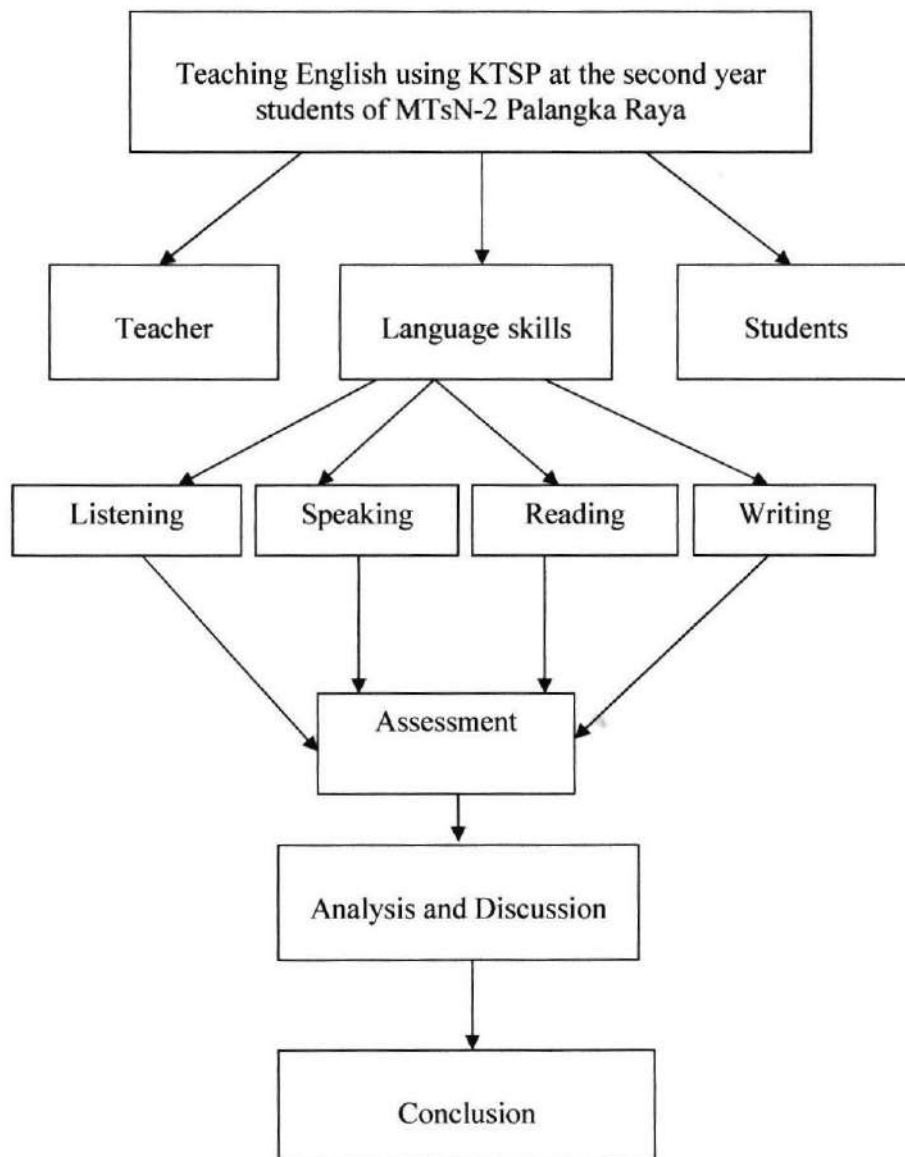 Teaching English using KTSP at the second year
students of MTsN-2 Palangka Raya
Teacher
Language skills
Students
Listening
Speaking
Reading
Writing
Assessment
Analysis and Discussion
Conclusion